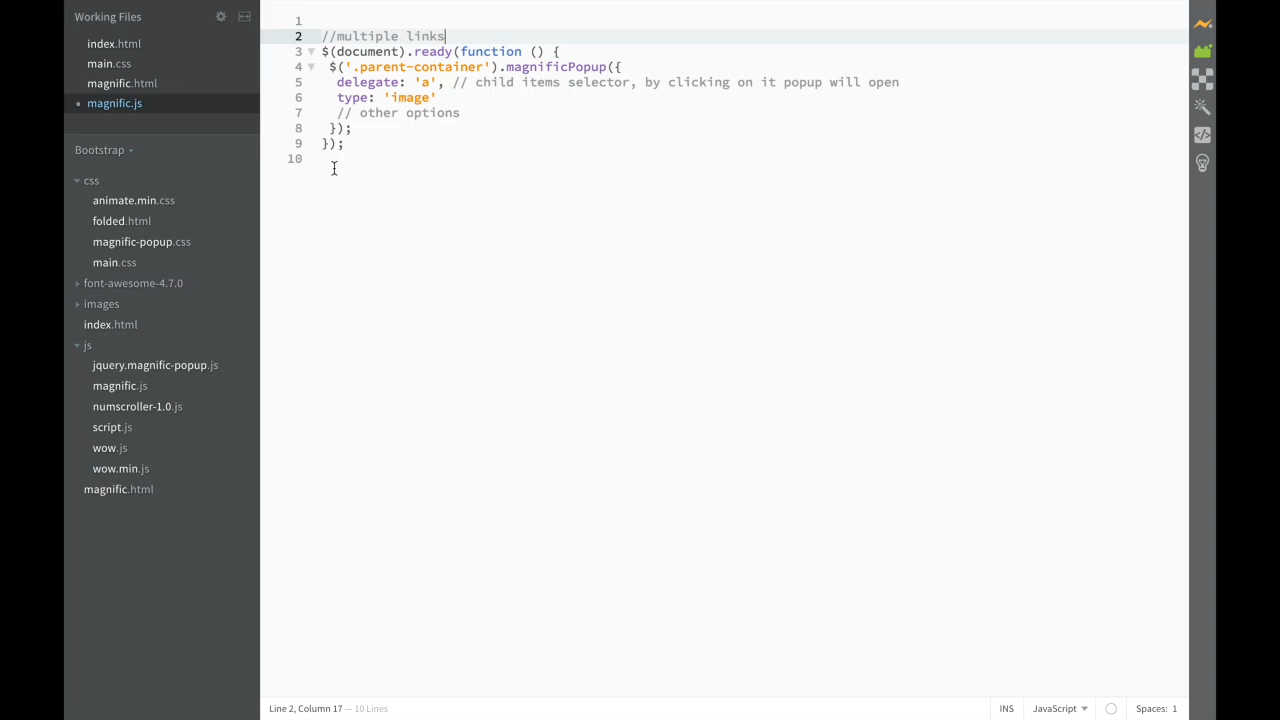 Working Files
index.html
main.css
magnific.html
magnific.js
Bootstrap
css
animate.min.css
folded.html
magnific-popup.css
main.css
font-awesome-4.7.0
images
index.html
js
jquery.magnific-popup.js
magnific.js
numscroller-1.0.js
script.js
wow.js
wow.min.js
magnific.html
1
2 //multiple links
3 $(document).ready(function () {
4 $('.parent-container').magnificPopup({
5 delegate: 'a', // child items selector, by clicking on it popup will open
6 type: 'image'
7 // other options
8 });
9 });
10
Line 2, Column 17 — 10 Lines
INS
JavaScript
Spaces: 1